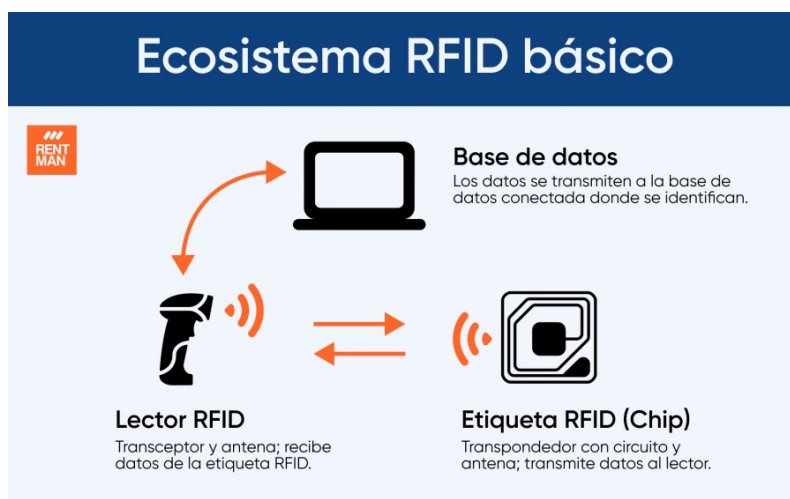 Ecosistema RFID básico
RENT
MAN
Base de datos
Los datos se transmiten a la base de
datos conectada donde se identifican.
Lector RFID
Transceptor y antena; recibe
datos de la etiqueta RFID.
Etiqueta RFID (Chip)
Transpondedor con circuito y
antena; transmite datos al lector.